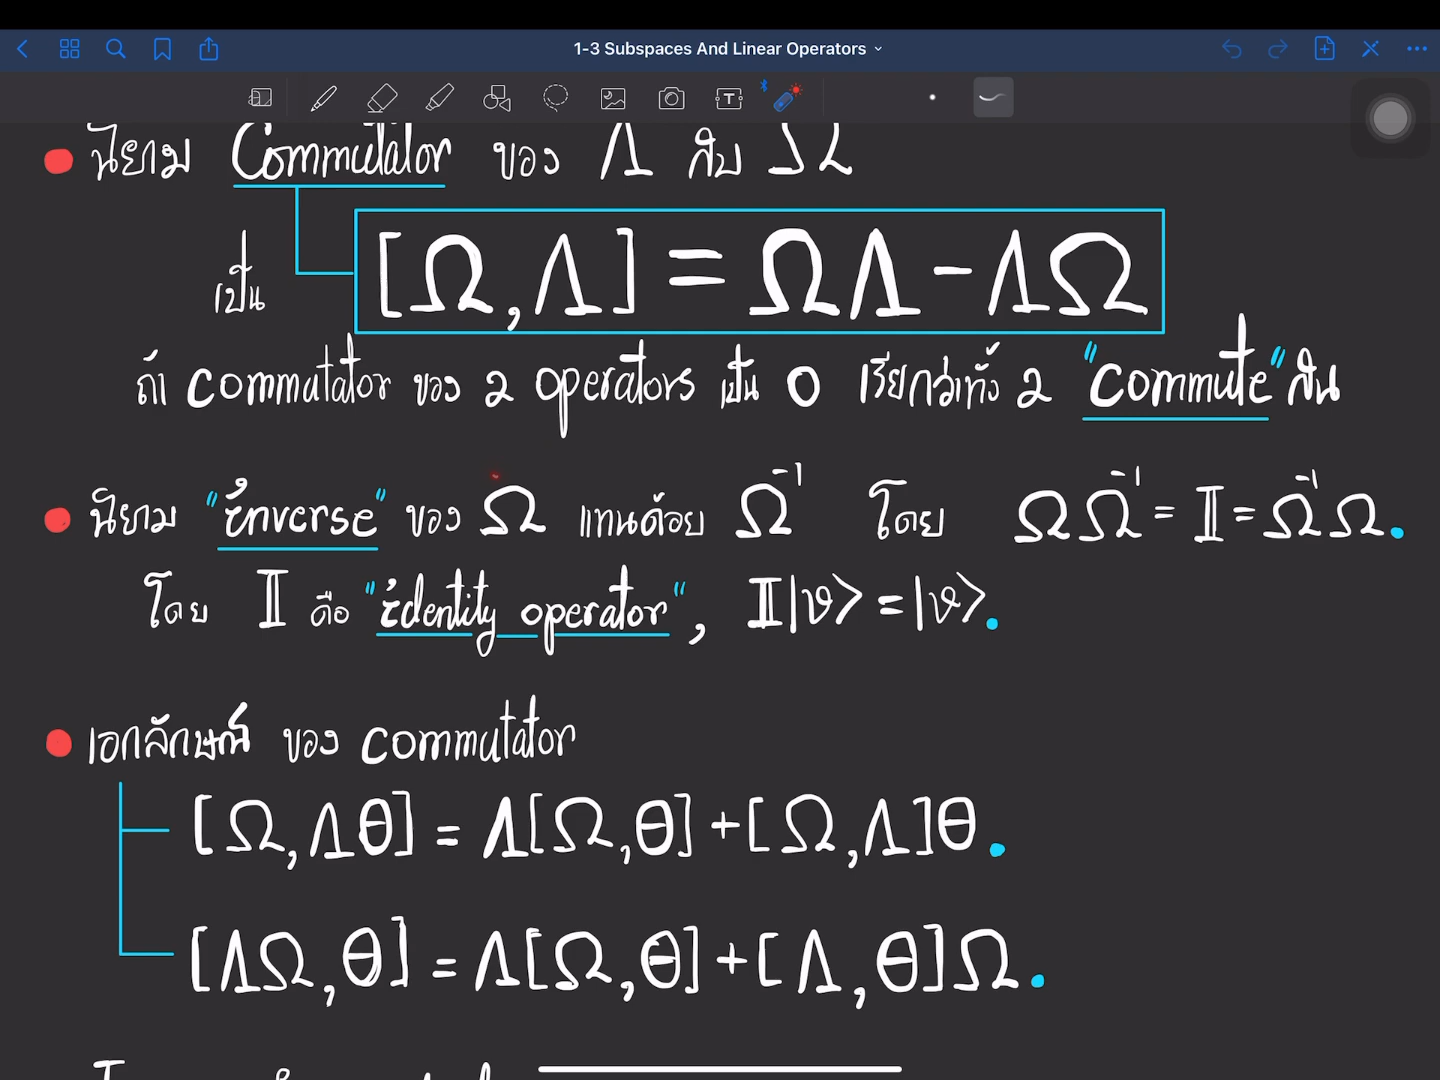 1-3 Subspaces And Linear Operators
นิยาม Commutator ของ Λ กับ Ω
เป็น [Ω,Λ] = ΩΛ-ΛΩ
ถ้า commutator ของ 2 operators เป็น 0 เรียกว่าทั้ง 2 "commute" กัน
นิยาม "inverse" ของ Ω แทนด้วย Ω⁻¹ โดย ΩΩ⁻¹ = 𝕀 = Ω⁻¹Ω.
โดย 𝕀 คือ "identity operator", 𝕀|v> = |v>.
เอกลักษณ์ ของ commutator
[Ω,Λθ] = Λ[Ω,θ] + [Ω,Λ]θ.
[ΛΩ,θ] = Λ[Ω,θ] + [Λ,θ]Ω.